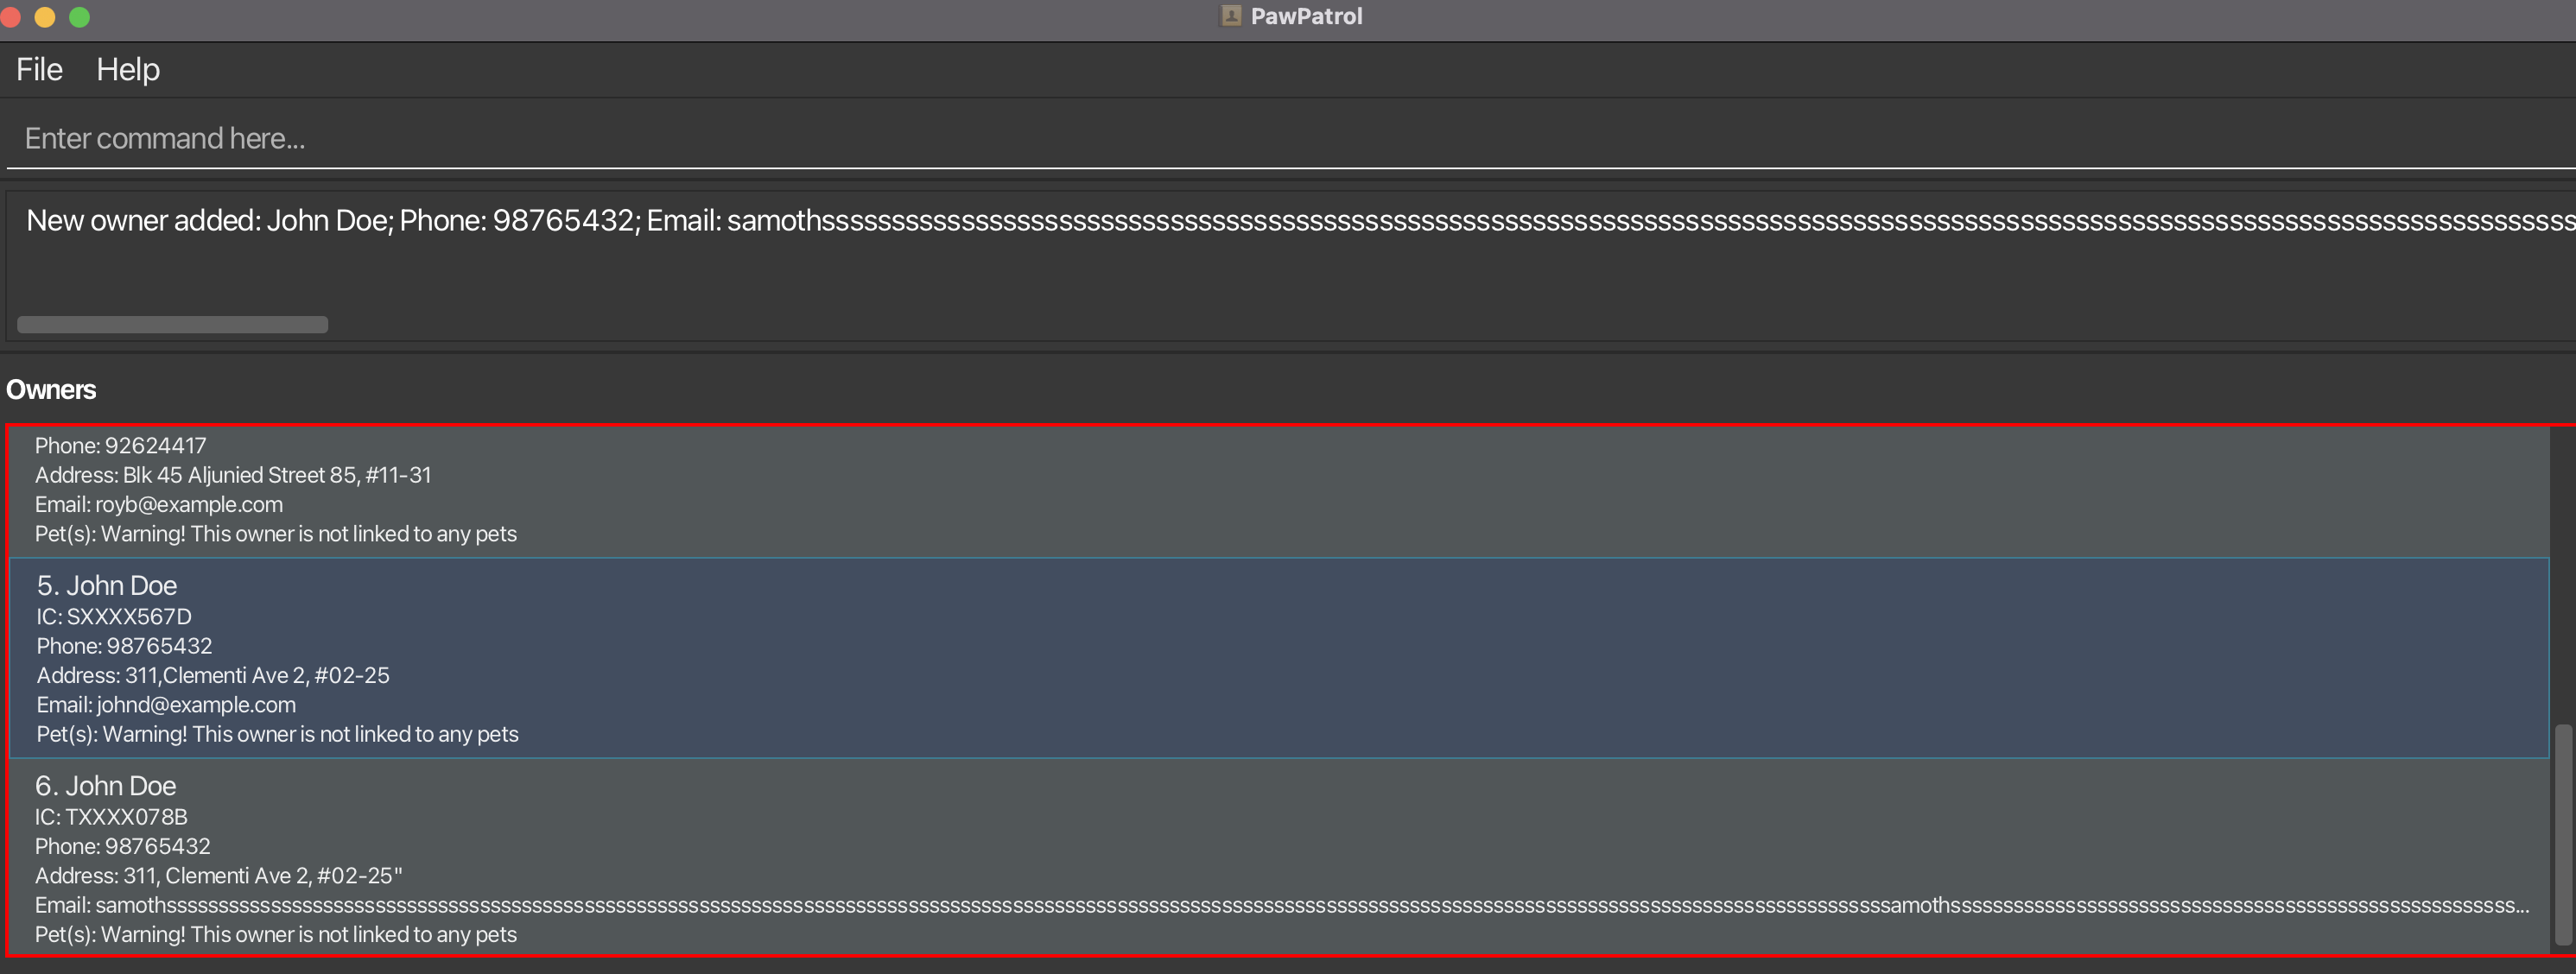 PawPatrol
File Help
Enter command here...
New owner added: John Doe; Phone: 98765432; Email:
Owners
Phone: 92624417
Address: Blk 45 Aljunied Street 85, #11-31
Email: royb@example.com
Pet(s): Warning! This owner is not linked to any pets
5. John Doe
IC: SXXXX567D
Phone: 98765432
Address: 311,Clementi Ave 2, #02-25
Email: johnd@example.com
Pet(s): Warning! This owner is not linked to any pets
6. John Doe
IC: TXXXX078B
Phone: 98765432
Address: 311, Clementi Ave 2, #02-25"
Email:
Pet(s): Warning! This owner is not linked to any pets